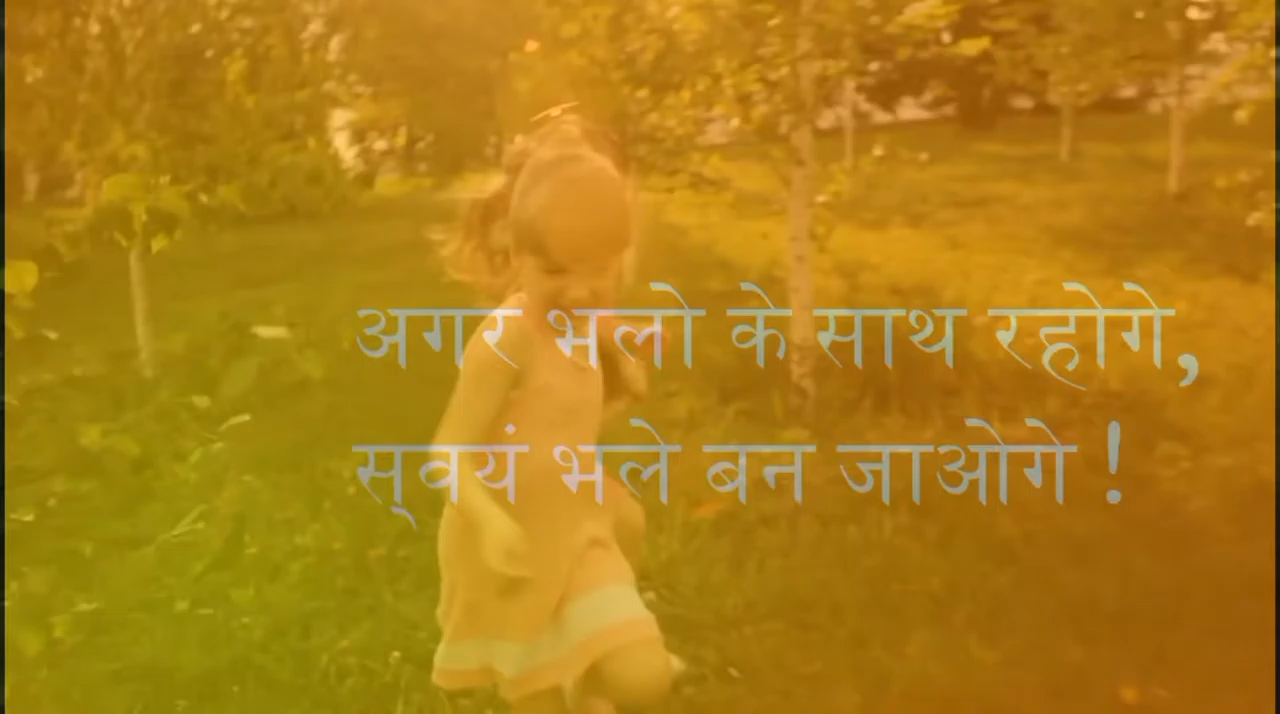 अगर भलो के साथ रहोगे,
स्‌वयं भले बन जाओगे !